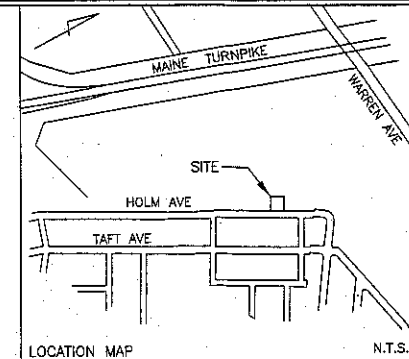 MAINE TURNPIKE
WARREN AVE
SITE
HOLM AVE
TAFT AVE
LOCATION MAP
N.T.S.